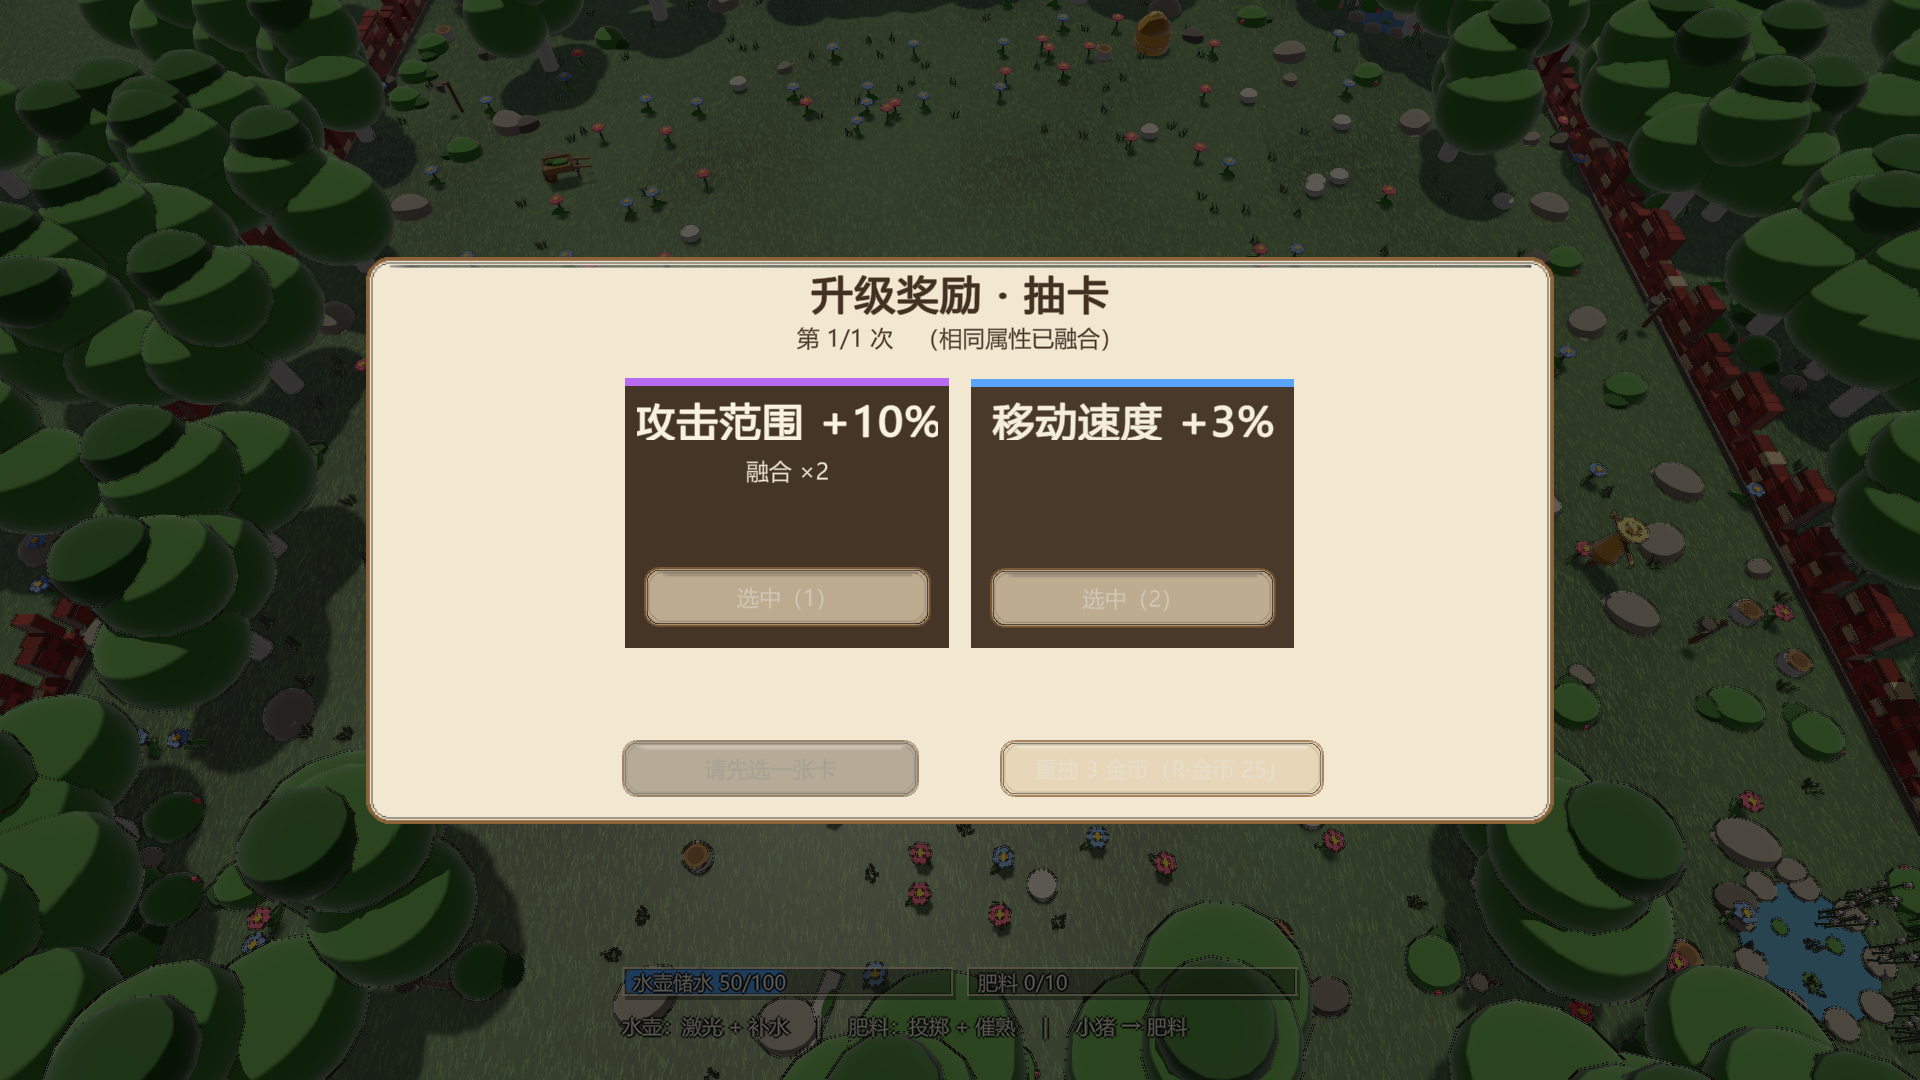 升级奖励 · 抽卡
第 1/1 次 （相同属性已融合）
攻击范围 +10%
融合 ×2
选中（1）
移动速度 +3%
选中（2）
请先选一张卡
重抽 3 金币（R·金币 25）
水壶储水 50/100
肥料 0/10
水壶：激光 + 补水 | 肥料：投掷 + 催熟 | 小猪 → 肥料